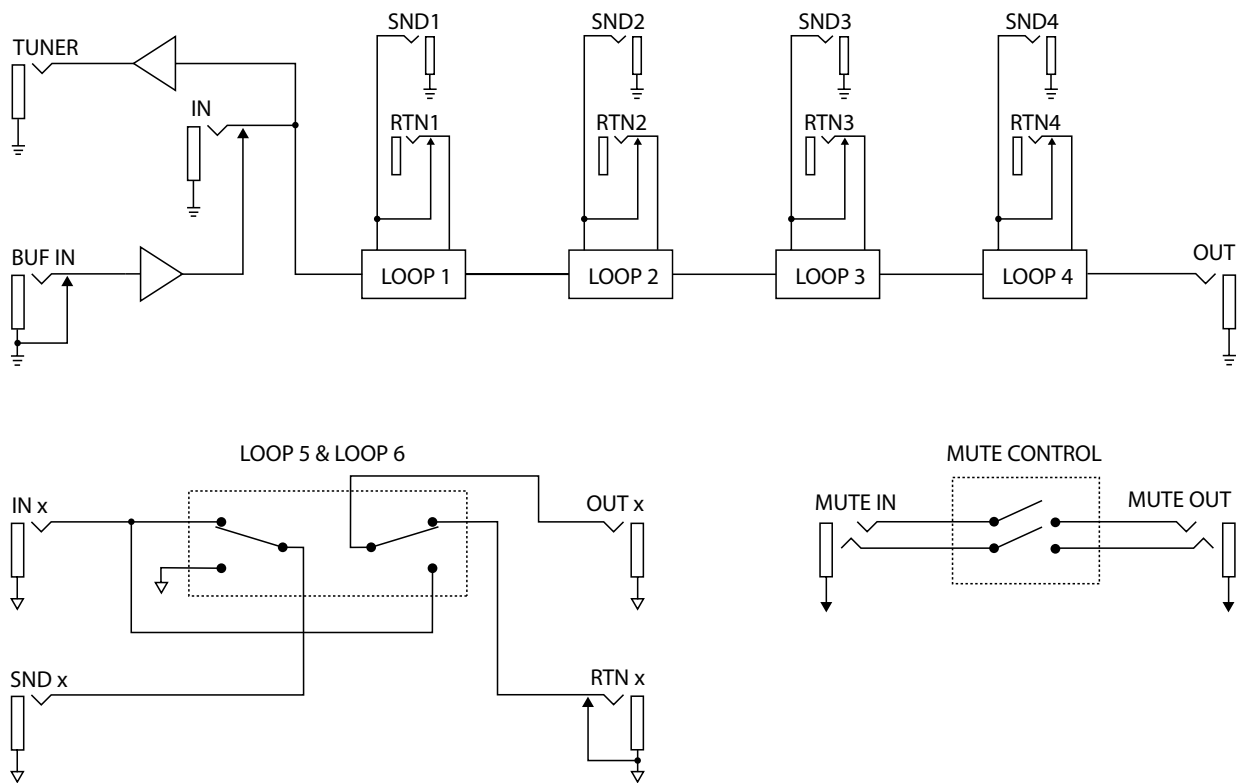 SND1
SND2
SND3
SND4
TUNER
IN
RTN1
RTN2
RTN3
RTN4
BUF IN
LOOP 1
LOOP 2
LOOP 3
LOOP 4
OUT
LOOP 5 & LOOP 6
MUTE CONTROL
IN x
OUT x
MUTE IN
MUTE OUT
SND x
RTN x